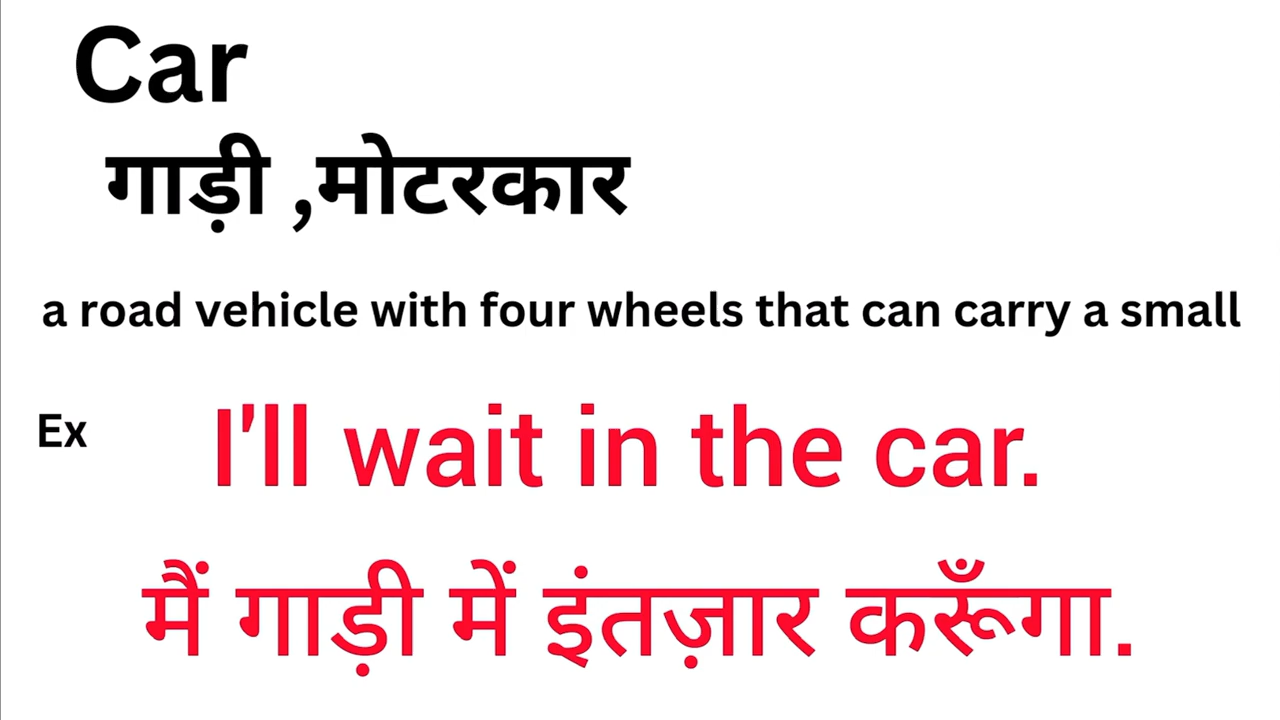 Car
गाड़ी ,मोटरकार
a road vehicle with four wheels that can carry a small
Ex
I'll wait in the car.
मैं गाड़ी में इंतज़ार करूँगा.